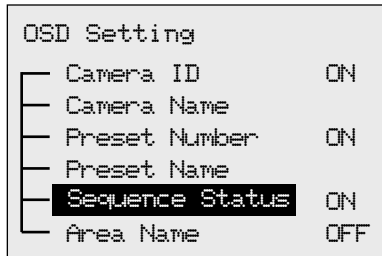 OSD Setting
Camera ID ON
Camera Name
Preset Number ON
Preset Name
Sequence Status ON
Area Name OFF